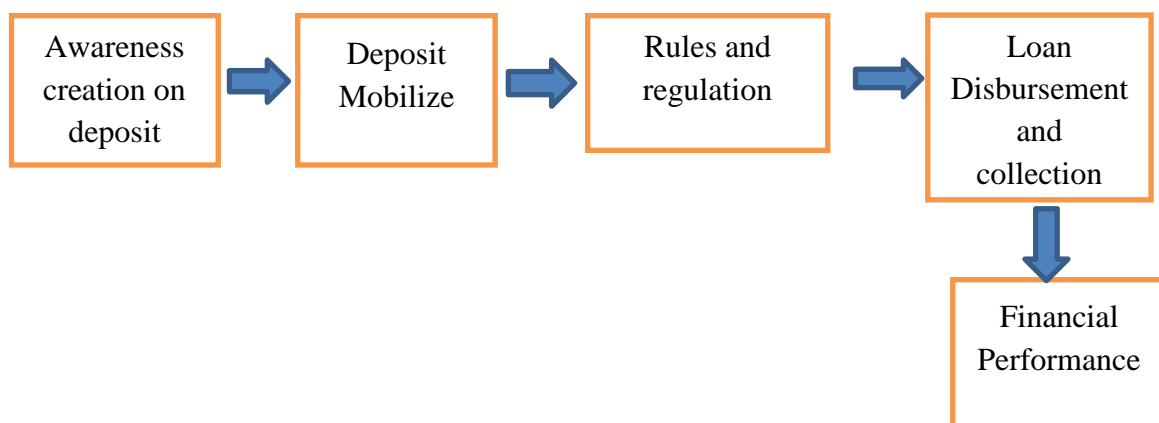 Awareness
creation on
deposit
Deposit
Mobilize
Rules and
regulation
Loan
Disbursement
and
collection
Financial
Performance